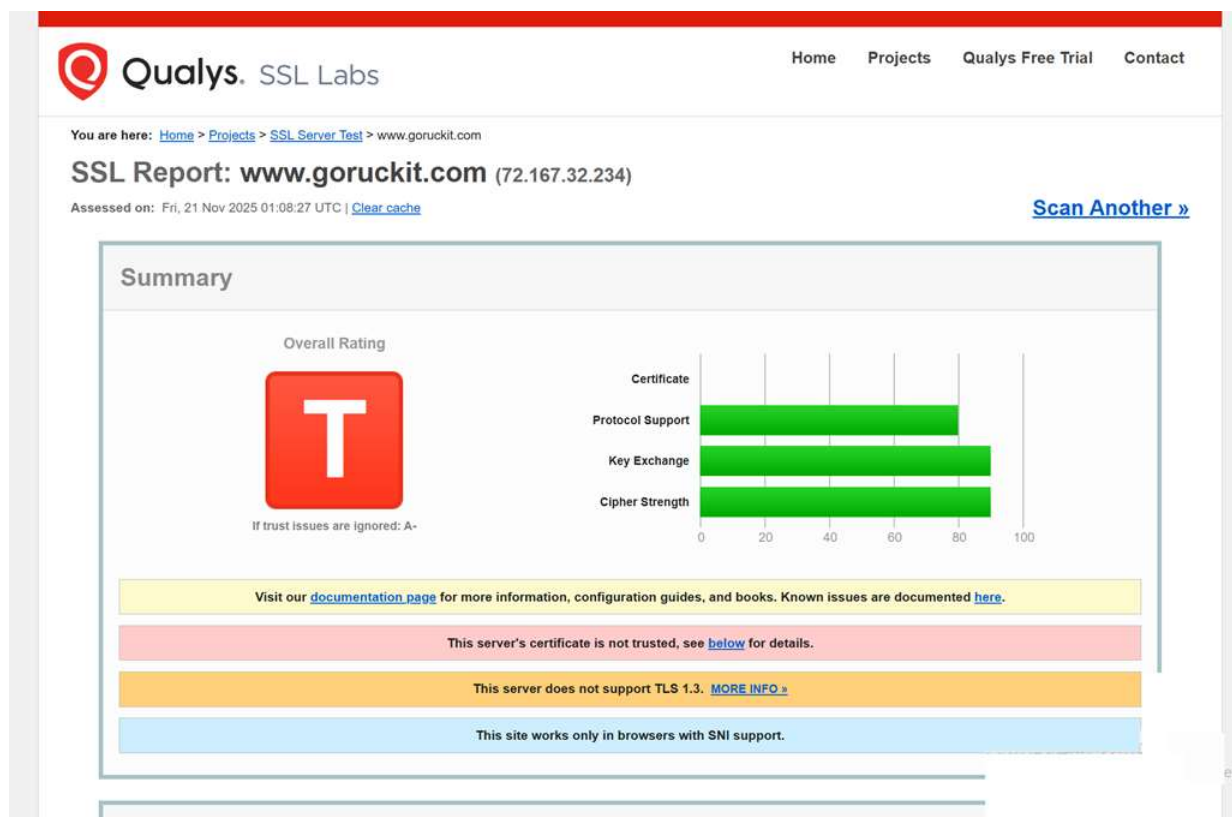 Qualys. SSL Labs
Home Projects Qualys Free Trial Contact
You are here: Home > Projects > SSL Server Test > www.goruckit.com
SSL Report: www.goruckit.com (72.167.32.234)
Assessed on: Fri, 21 Nov 2025 01:08:27 UTC | Clear cache
Scan Another »
Summary
Overall Rating
T
If trust issues are ignored: A-
Certificate
Protocol Support
Key Exchange
Cipher Strength
0 20 40 60 80 100
Visit our documentation page for more information, configuration guides, and books. Known issues are documented here.
This server's certificate is not trusted, see below for details.
This server does not support TLS 1.3. MORE INFO »
This site works only in browsers with SNI support.